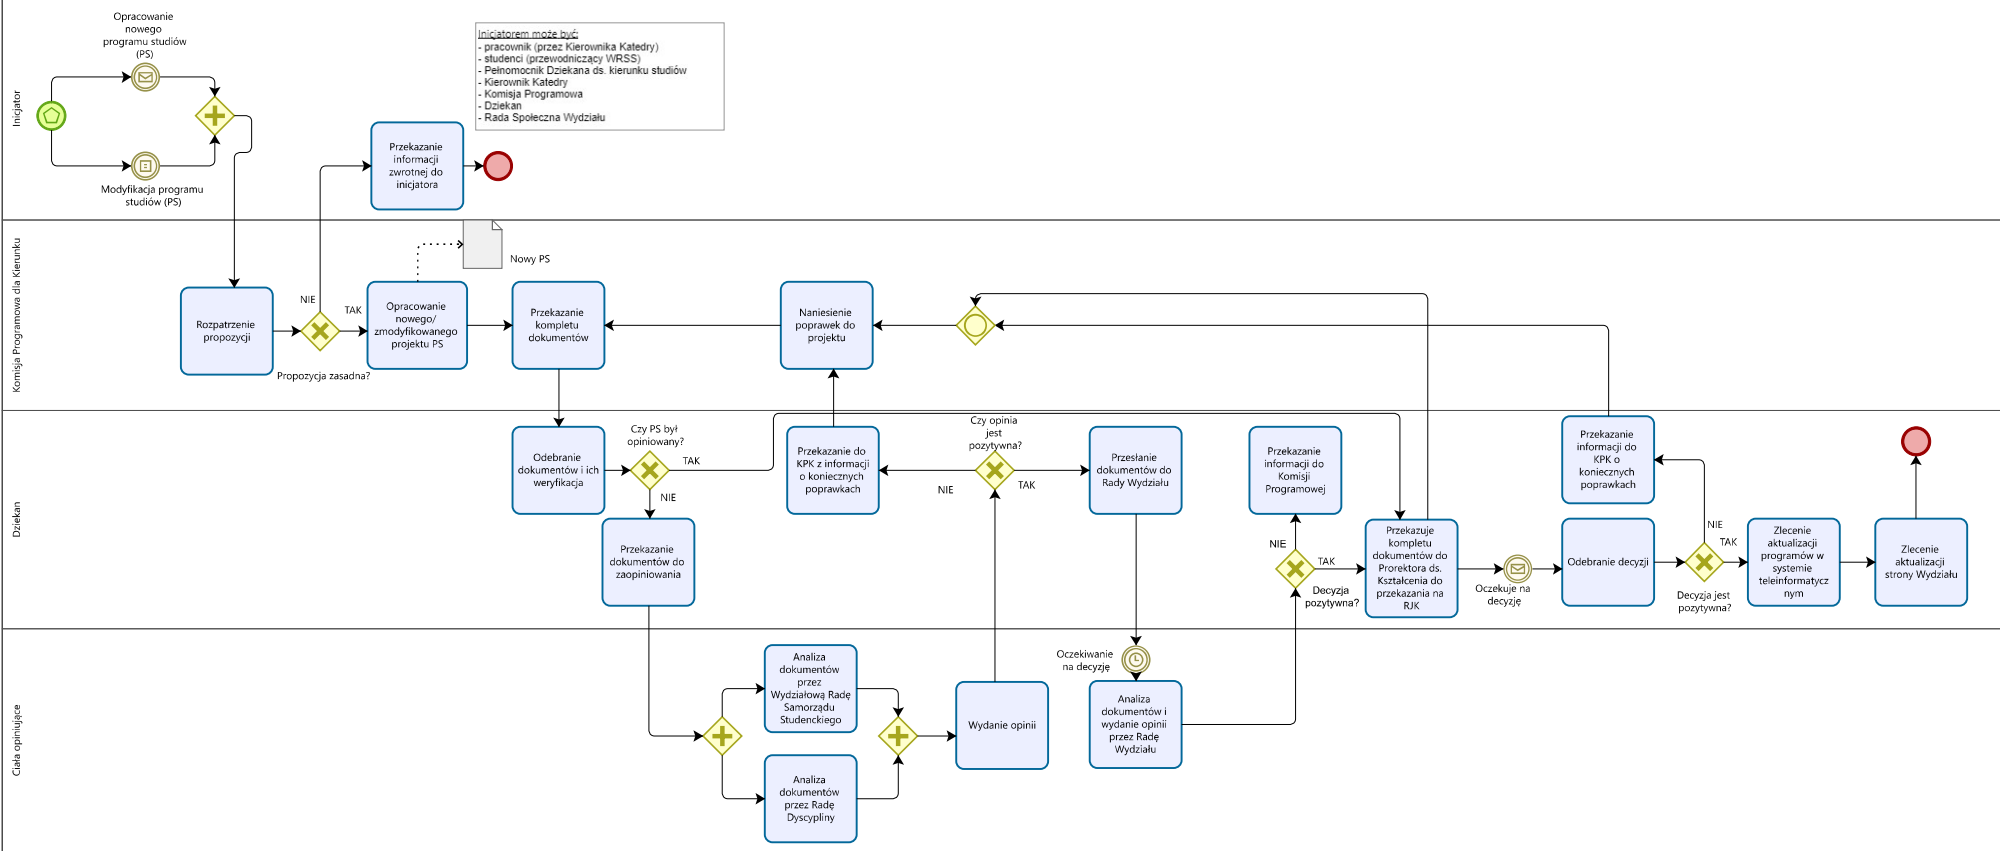 Inicjator
Opracowanie
nowego
programu studiów
(PS)
Modyfikacja programu
studiów (PS)
Inicjatorem może być:
- pracownik (przez Kierownika Katedry)
- studenci (przewodniczący WRSS)
- Pełnomocnik Dziekana ds. kierunku studiów
- Kierownik Katedry
- Komisja Programowa
- Dziekan
- Rada Społeczna Wydziału
Przekazanie
informacji
zwrotnej do
inicjatora
Komisja Programowa dla Kierunku
Rozpatrzenie
propozycji
NIE
TAK
Propozycja zasadna?
Opracowanie
nowego/
zmodyfikowanego
projektu PS
Nowy PS
Przekazanie
kompletu
dokumentów
Naniesienie
poprawek do
projektu
Dziekan
Odebranie
dokumentów i ich
weryfikacja
Czy PS był
opiniowany?
TAK
NIE
Przekazanie
dokumentów do
zaopiniowania
Przekazanie do
KPK z informacji
o koniecznych
poprawkach
Czy opinia
jest
pozytywna?
NIE
TAK
Przesłanie
dokumentów do
Rady Wydziału
Przekazanie
informacji do
Komisji
Programowej
NIE
TAK
Decyzja
pozytywna?
Przekazuje
kompletu
dokumentów do
Prorektora ds.
Kształcenia do
przekazania na
RJK
Oczekuje na
decyzję
Przekazanie
informacji do
KPK o
koniecznych
poprawkach
Odebranie decyzji
NIE
TAK
Decyzja jest
pozytywna?
Zlecenie
aktualizacji
programów w
systemie
teleinformatycz
nym
Zlecenie
aktualizacji
strony Wydziału
Ciała opiniujące
Analiza
dokumentów
przez
Wydziałową Radę
Samorządu
Studenckiego
Analiza
dokumentów
przez Radę
Dyscypliny
Wydanie opinii
Oczekiwanie
na decyzję
Analiza
dokumentów i
wydanie opinii
przez Radę
Wydziału